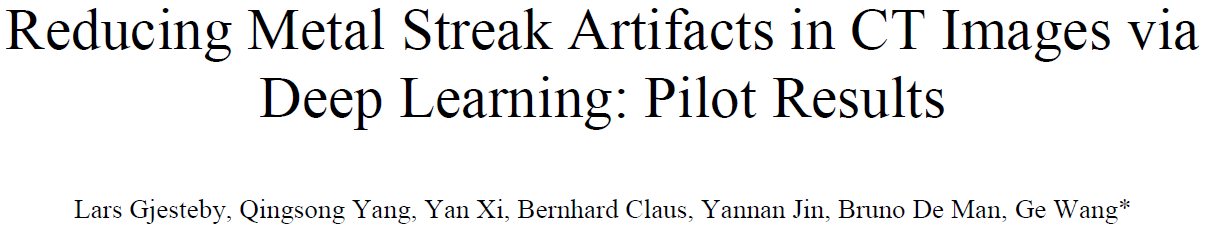 Reducing Metal Streak Artifacts in CT Images via
Deep Learning: Pilot Results
Lars Gjesteby, Qingsong Yang, Yan Xi, Bernhard Claus, Yannan Jin, Bruno De Man, Ge Wang*